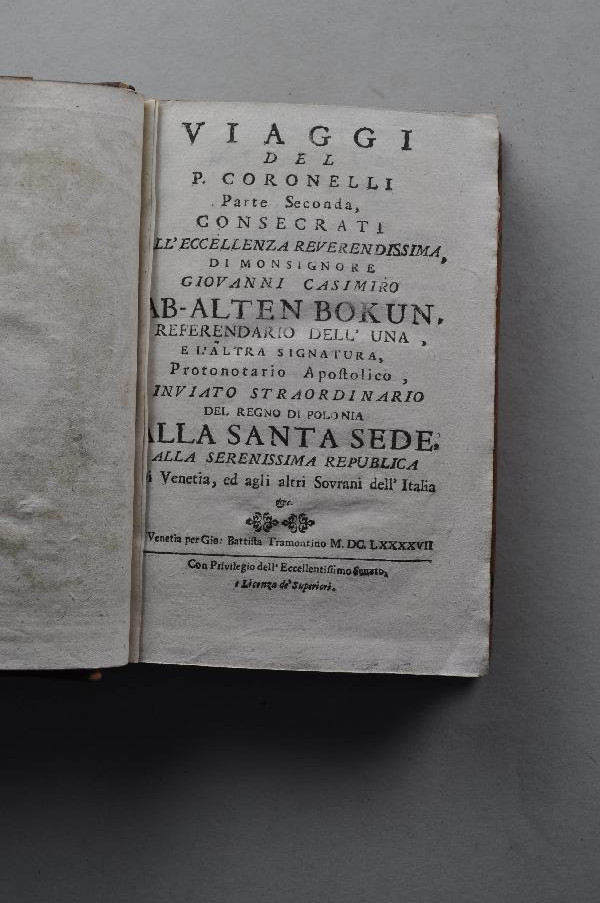 VIAGGI
DEL
P. CORONELLI
Parte Seconda,
CONSECRATI
LL'ECCELLENZA REVERENDISSIMA,
DI MONSIGNORE
GIOVANNI CASIMIRO
AB-ALTEN BOKUN,
REFERENDARIO DELL' UNA,
E L'ALTRA SIGNATURA,
Protonotario Apoſtolico,
INVIATO STRAORDINARIO
DEL REGNO DI POLONIA
ALLA SANTA SEDE,
ALLA SERENISSIMA REPUBLICA
di Venetia, ed agli altri Sovrani dell' Italia
&c.
Venetia per Gio: Battiſta Tramontino M. DC. LXXXXVII
Con Privilegio dell' Eccellentiſſimo Senato,
e Licenza de' Superiori.